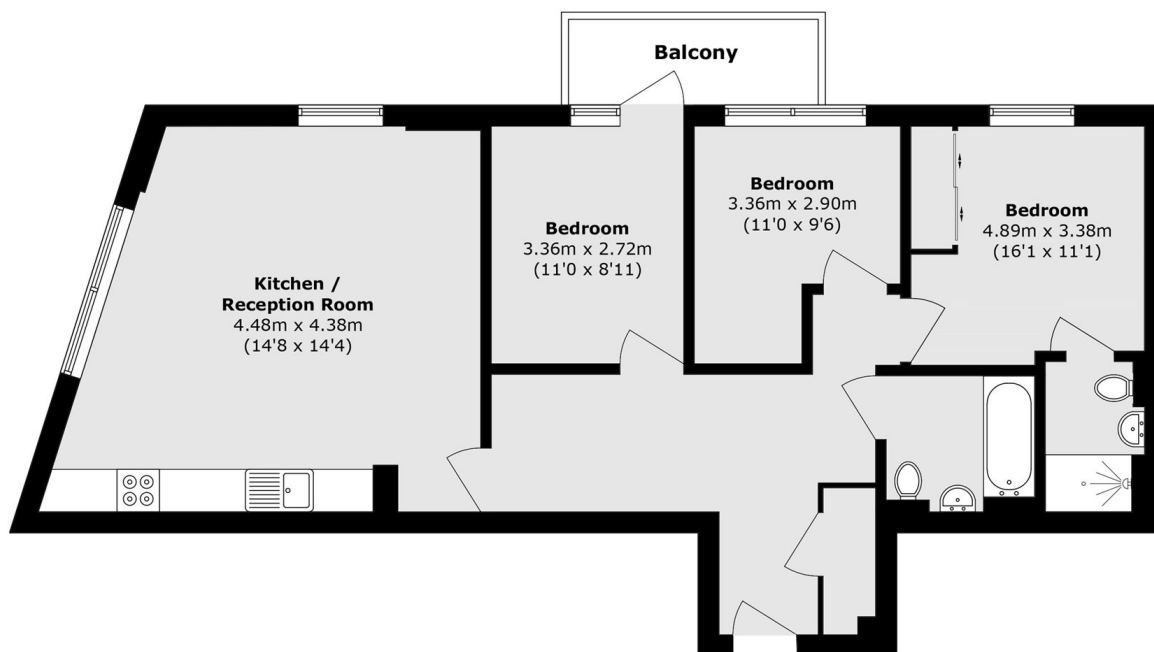 Balcony
Kitchen /
Reception Room
4.48m x 4.38m
(14'8 x 14'4)
Bedroom
3.36m x 2.72m
(11'0 x 8'11)
Bedroom
3.36m x 2.90m
(11'0 x 9'6)
Bedroom
4.89m x 3.38m
(16'1 x 11'1)